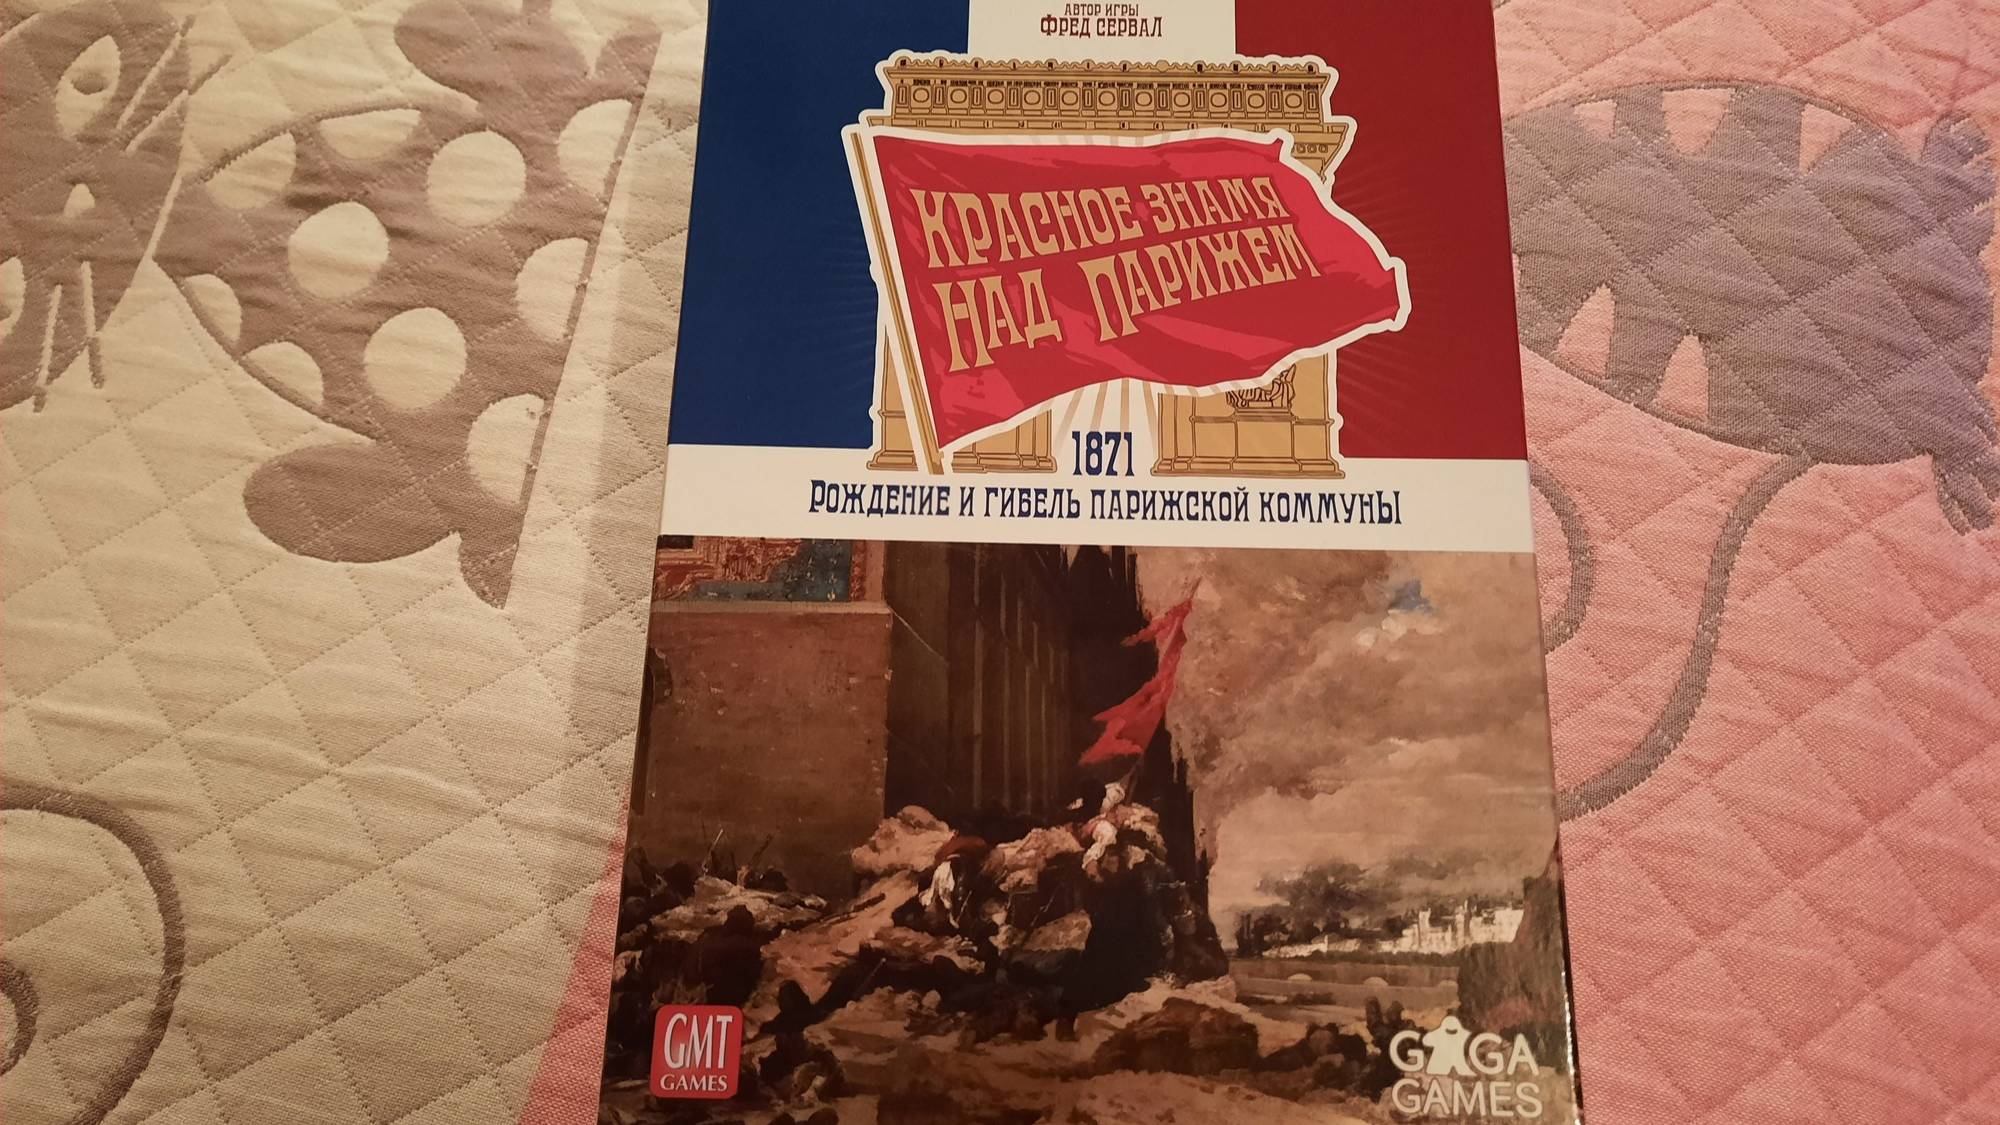 АВТОР ИГРЫ
ФРЕД СЕРВАЛ
КРАСНОЕ ЗНАМЯ
НАД ПАРИЖЕМ
1871
РОЖДЕНИЕ И ГИБЕЛЬ ПАРИЖСКОЙ КОММУНЫ
GMT
GAMES
GAGA
GAMES